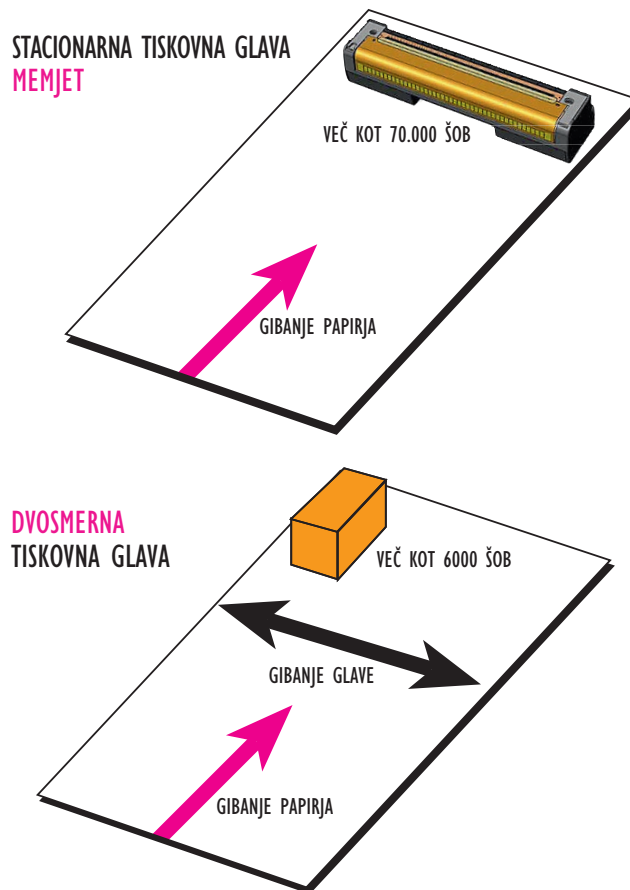 STACIONARNA TISKOVNA GLAVA
MEMJET
VEČ KOT 70.000 ŠOB
GIBANJE PAPIRJA
DVOSMERNA
TISKOVNA GLAVA
VEČ KOT 6000 ŠOB
GIBANJE GLAVE
GIBANJE PAPIRJA